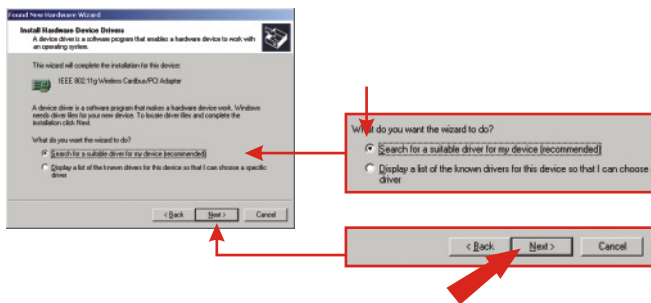 Found New Hardware Wizard
Install Hardware Device Drivers
A device driver is a software program that enables a hardware device to work with
an operating system.
This wizard will complete the installation for this device:
IEEE 802.11g Wireless Cardbus/PCI Adapter
A device driver is a software program that makes a hardware device work. Windows
needs driver files for your new device. To locate driver files and complete the
installation click Next.
What do you want the wizard to do?
Search for a suitable driver for my device (recommended)
Display a list of the known drivers for this device so that I can choose a specific
driver
< Back Next > Cancel
What do you want the wizard to do?
Search for a suitable driver for my device (recommended)
Display a list of the known drivers for this device so that I can choose
driver
< Back Next > Cancel